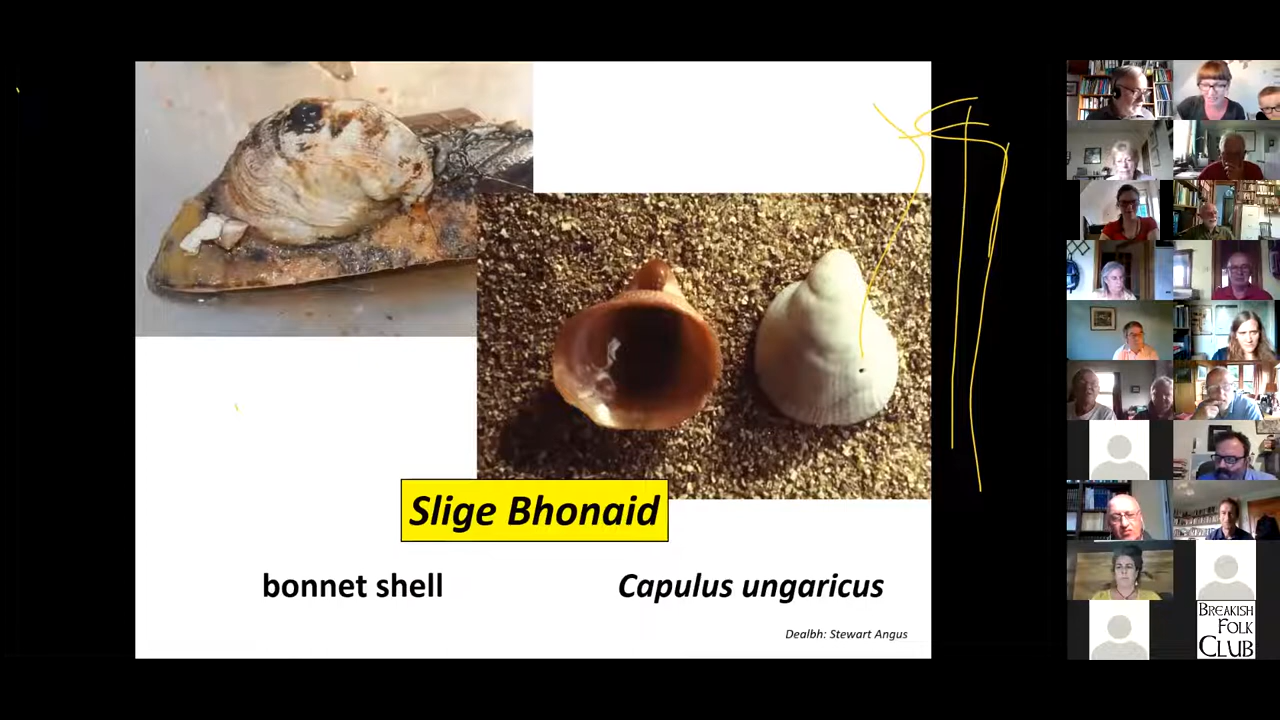 Slige Bhonaid
bonnet shell
Capulus ungaricus
Dealbh: Stewart Angus
BREAKISH
FOLK
CLUB